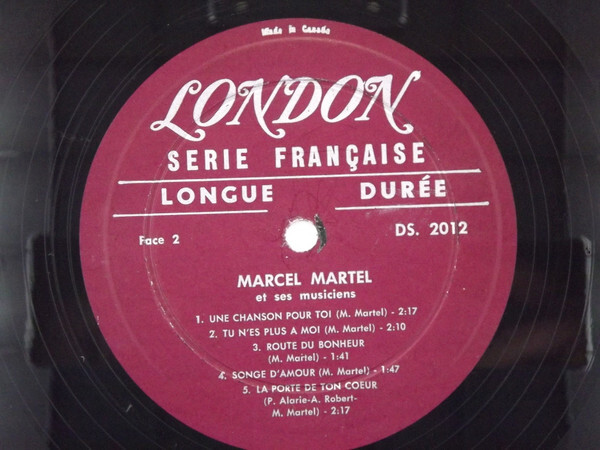 Made in Canada
LONDON
SERIE FRANÇAISE
LONGUE DURÉE
Face 2 DS. 2012
MARCEL MARTEL
et ses musiciens
1. UNE CHANSON POUR TOI (M. Martel) - 2:17
2. TU N'ES PLUS A MOI (M. Martel) - 2:10
3. ROUTE DU BONHEUR
(M. Martel) - 1:41
4. SONGE D'AMOUR (M. Martel) - 1:47
5. LA PORTE DE TON COEUR
(P. Alarie-A. Robert-
M. Martel) - 2:17